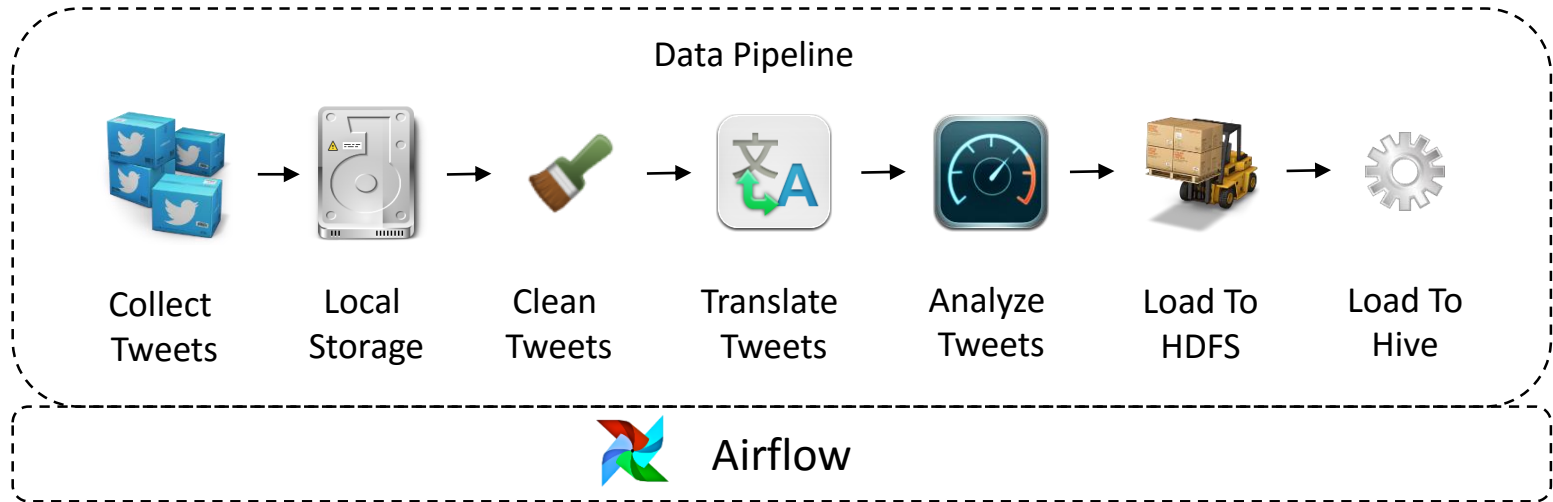 Data Pipeline
文
A
Collect
Tweets
Local
Storage
Clean
Tweets
Translate
Tweets
Analyze
Tweets
Load To
HDFS
Load To
Hive
Airflow